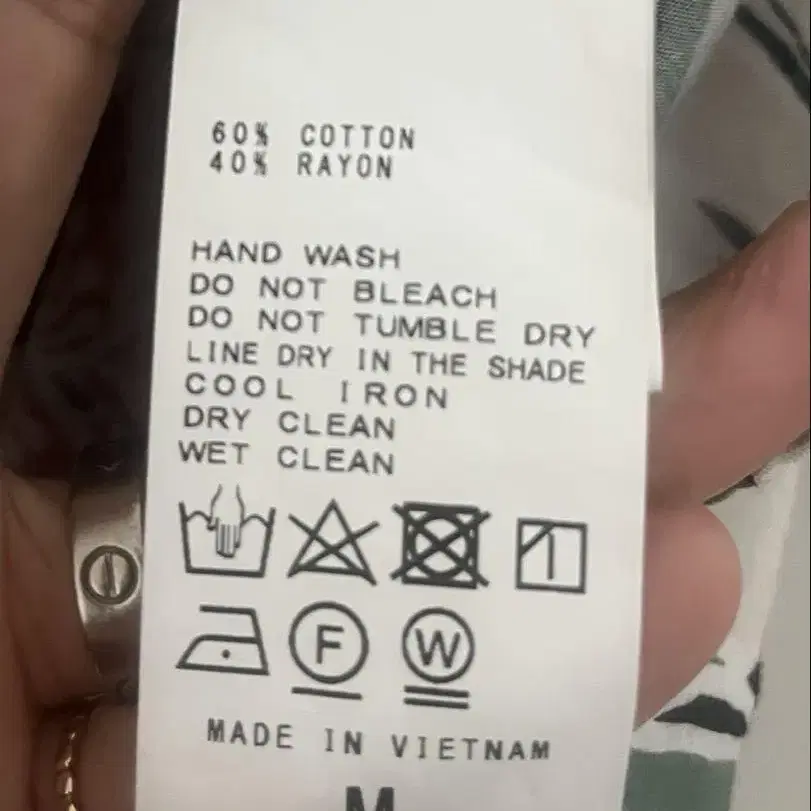 60% COTTON
40% RAYON
HAND WASH
DO NOT BLEACH
DO NOT TUMBLE DRY
LINE DRY IN THE SHADE
COOL IRON
DRY CLEAN
WET CLEAN
F W
MADE IN VIETNAM
M